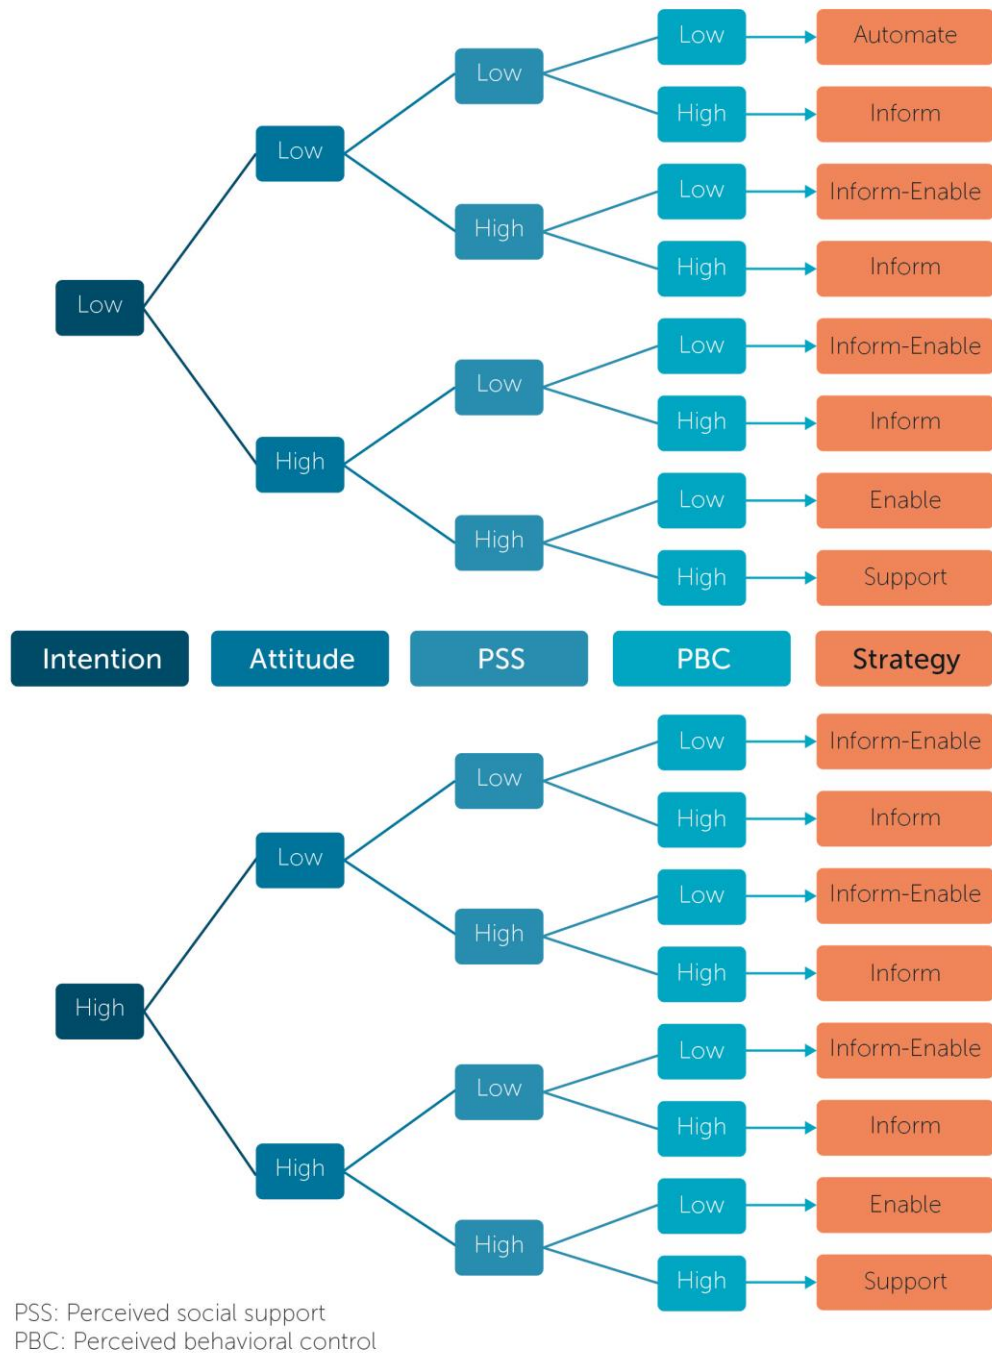 Low Automate
Low
High Inform
Low
Low Inform-Enable
High
High Inform
Low
Low Inform-Enable
Low
High Inform
High
Low Enable
High
High Support
Intention Attitude PSS PBC Strategy
Low Inform-Enable
Low
High Inform
Low
Low Inform-Enable
High
High Inform
High
Low Inform-Enable
Low
High Inform
High
Low Enable
High
High Support
PSS: Perceived social support
PBC: Perceived behavioral control